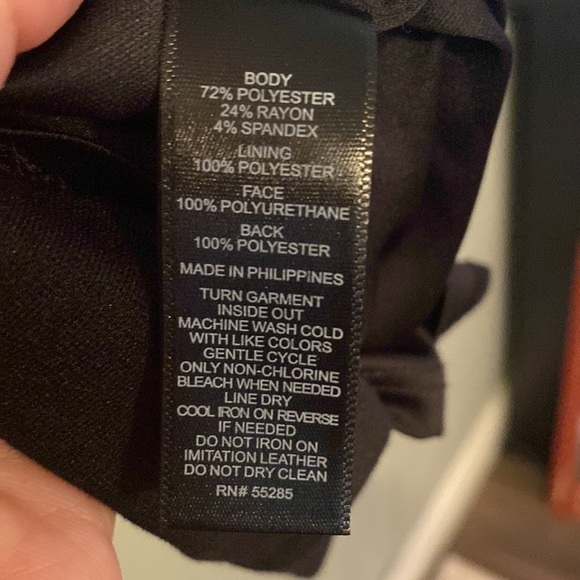 BODY
72% POLYESTER
24% RAYON
4% SPANDEX
LINING
100% POLYESTER
FACE
100% POLYURETHANE
BACK
100% POLYESTER
MADE IN PHILIPPINES
TURN GARMENT
INSIDE OUT
MACHINE WASH COLD
WITH LIKE COLORS
GENTLE CYCLE
ONLY NON-CHLORINE
BLEACH WHEN NEEDED
LINE DRY
COOL IRON ON REVERSE
IF NEEDED
DO NOT IRON ON
IMITATION LEATHER
DO NOT DRY CLEAN
RN# 55285